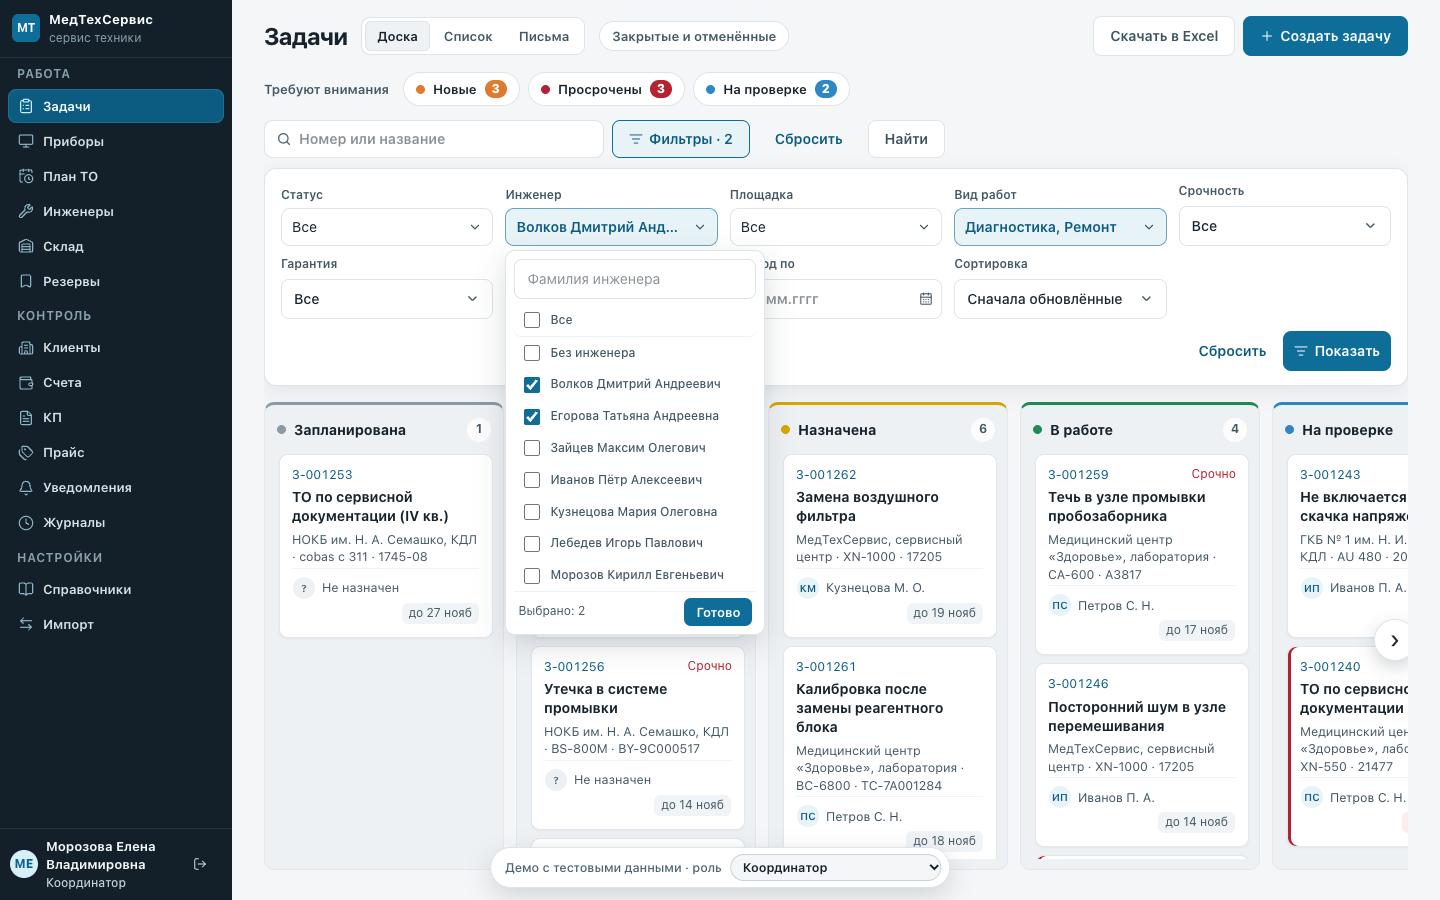 МТ
МедТехСервис
сервис техники
РАБОТА
Задачи
Приборы
План ТО
Инженеры
Склад
Резервы
КОНТРОЛЬ
Клиенты
Счета
КП
Прайс
Уведомления
Журналы
НАСТРОЙКИ
Справочники
Импорт
МЕ
Морозова Елена
Владимировна
Координатор
Задачи
Доска
Список
Письма
Закрытые и отменённые
Скачать в Excel
+ Создать задачу
Требуют внимания
Новые 3
Просрочены 3
На проверке 2
Номер или название
Фильтры · 2
Сбросить
Найти
Статус
Все
Инженер
Волков Дмитрий Анд...
Площадка
Все
Вид работ
Диагностика, Ремонт
Срочность
Все
Гарантия
Все
од по
мм.гггг
Сортировка
Сначала обновлённые
Сбросить
Показать
Фамилия инженера
Все
Без инженера
Волков Дмитрий Андреевич
Егорова Татьяна Андреевна
Зайцев Максим Олегович
Иванов Пётр Алексеевич
Кузнецова Мария Олеговна
Лебедев Игорь Павлович
Морозов Кирилл Евгеньевич
Выбрано: 2
Готово
Запланирована 1
З-001253
ТО по сервисной
документации (IV кв.)
НОКБ им. Н. А. Семашко, КДЛ
· cobas c 311 · 1745-08
? Не назначен
до 27 нояб
З-001256 Срочно
Утечка в системе
промывки
НОКБ им. Н. А. Семашко, КДЛ
· BS-800M · BY-9C000517
? Не назначен
до 14 нояб
Назначена 6
З-001262
Замена воздушного
фильтра
МедТехСервис, сервисный
центр · XN-1000 · 17205
КМ Кузнецова М. О.
до 19 нояб
З-001261
Калибровка после
замены реагентного
блока
Медицинский центр
«Здоровье», лаборатория ·
BC-6800 · TC-7A001284
ПС Петров С. Н.
до 18 нояб
В работе 4
З-001259 Срочно
Течь в узле промывки
пробозаборника
Медицинский центр
«Здоровье», лаборатория ·
CA-600 · A3817
ПС Петров С. Н.
до 17 нояб
З-001246
Посторонний шум в узле
перемешивания
МедТехСервис, сервисный
центр · XN-1000 · 17205
ИП Иванов П. А.
до 14 нояб
На проверке
З-001243
Не включается
скачка напряж
ГКБ № 1 им. Н. И.
КДЛ · AU 480 · 20
ИП Иванов П. А.
З-001240
ТО по сервисно
документации
Медицинский цен
«Здоровье», лабо
XN-550 · 21477
ПС Петров С. Н.
Демо с тестовыми данными · роль
Координатор